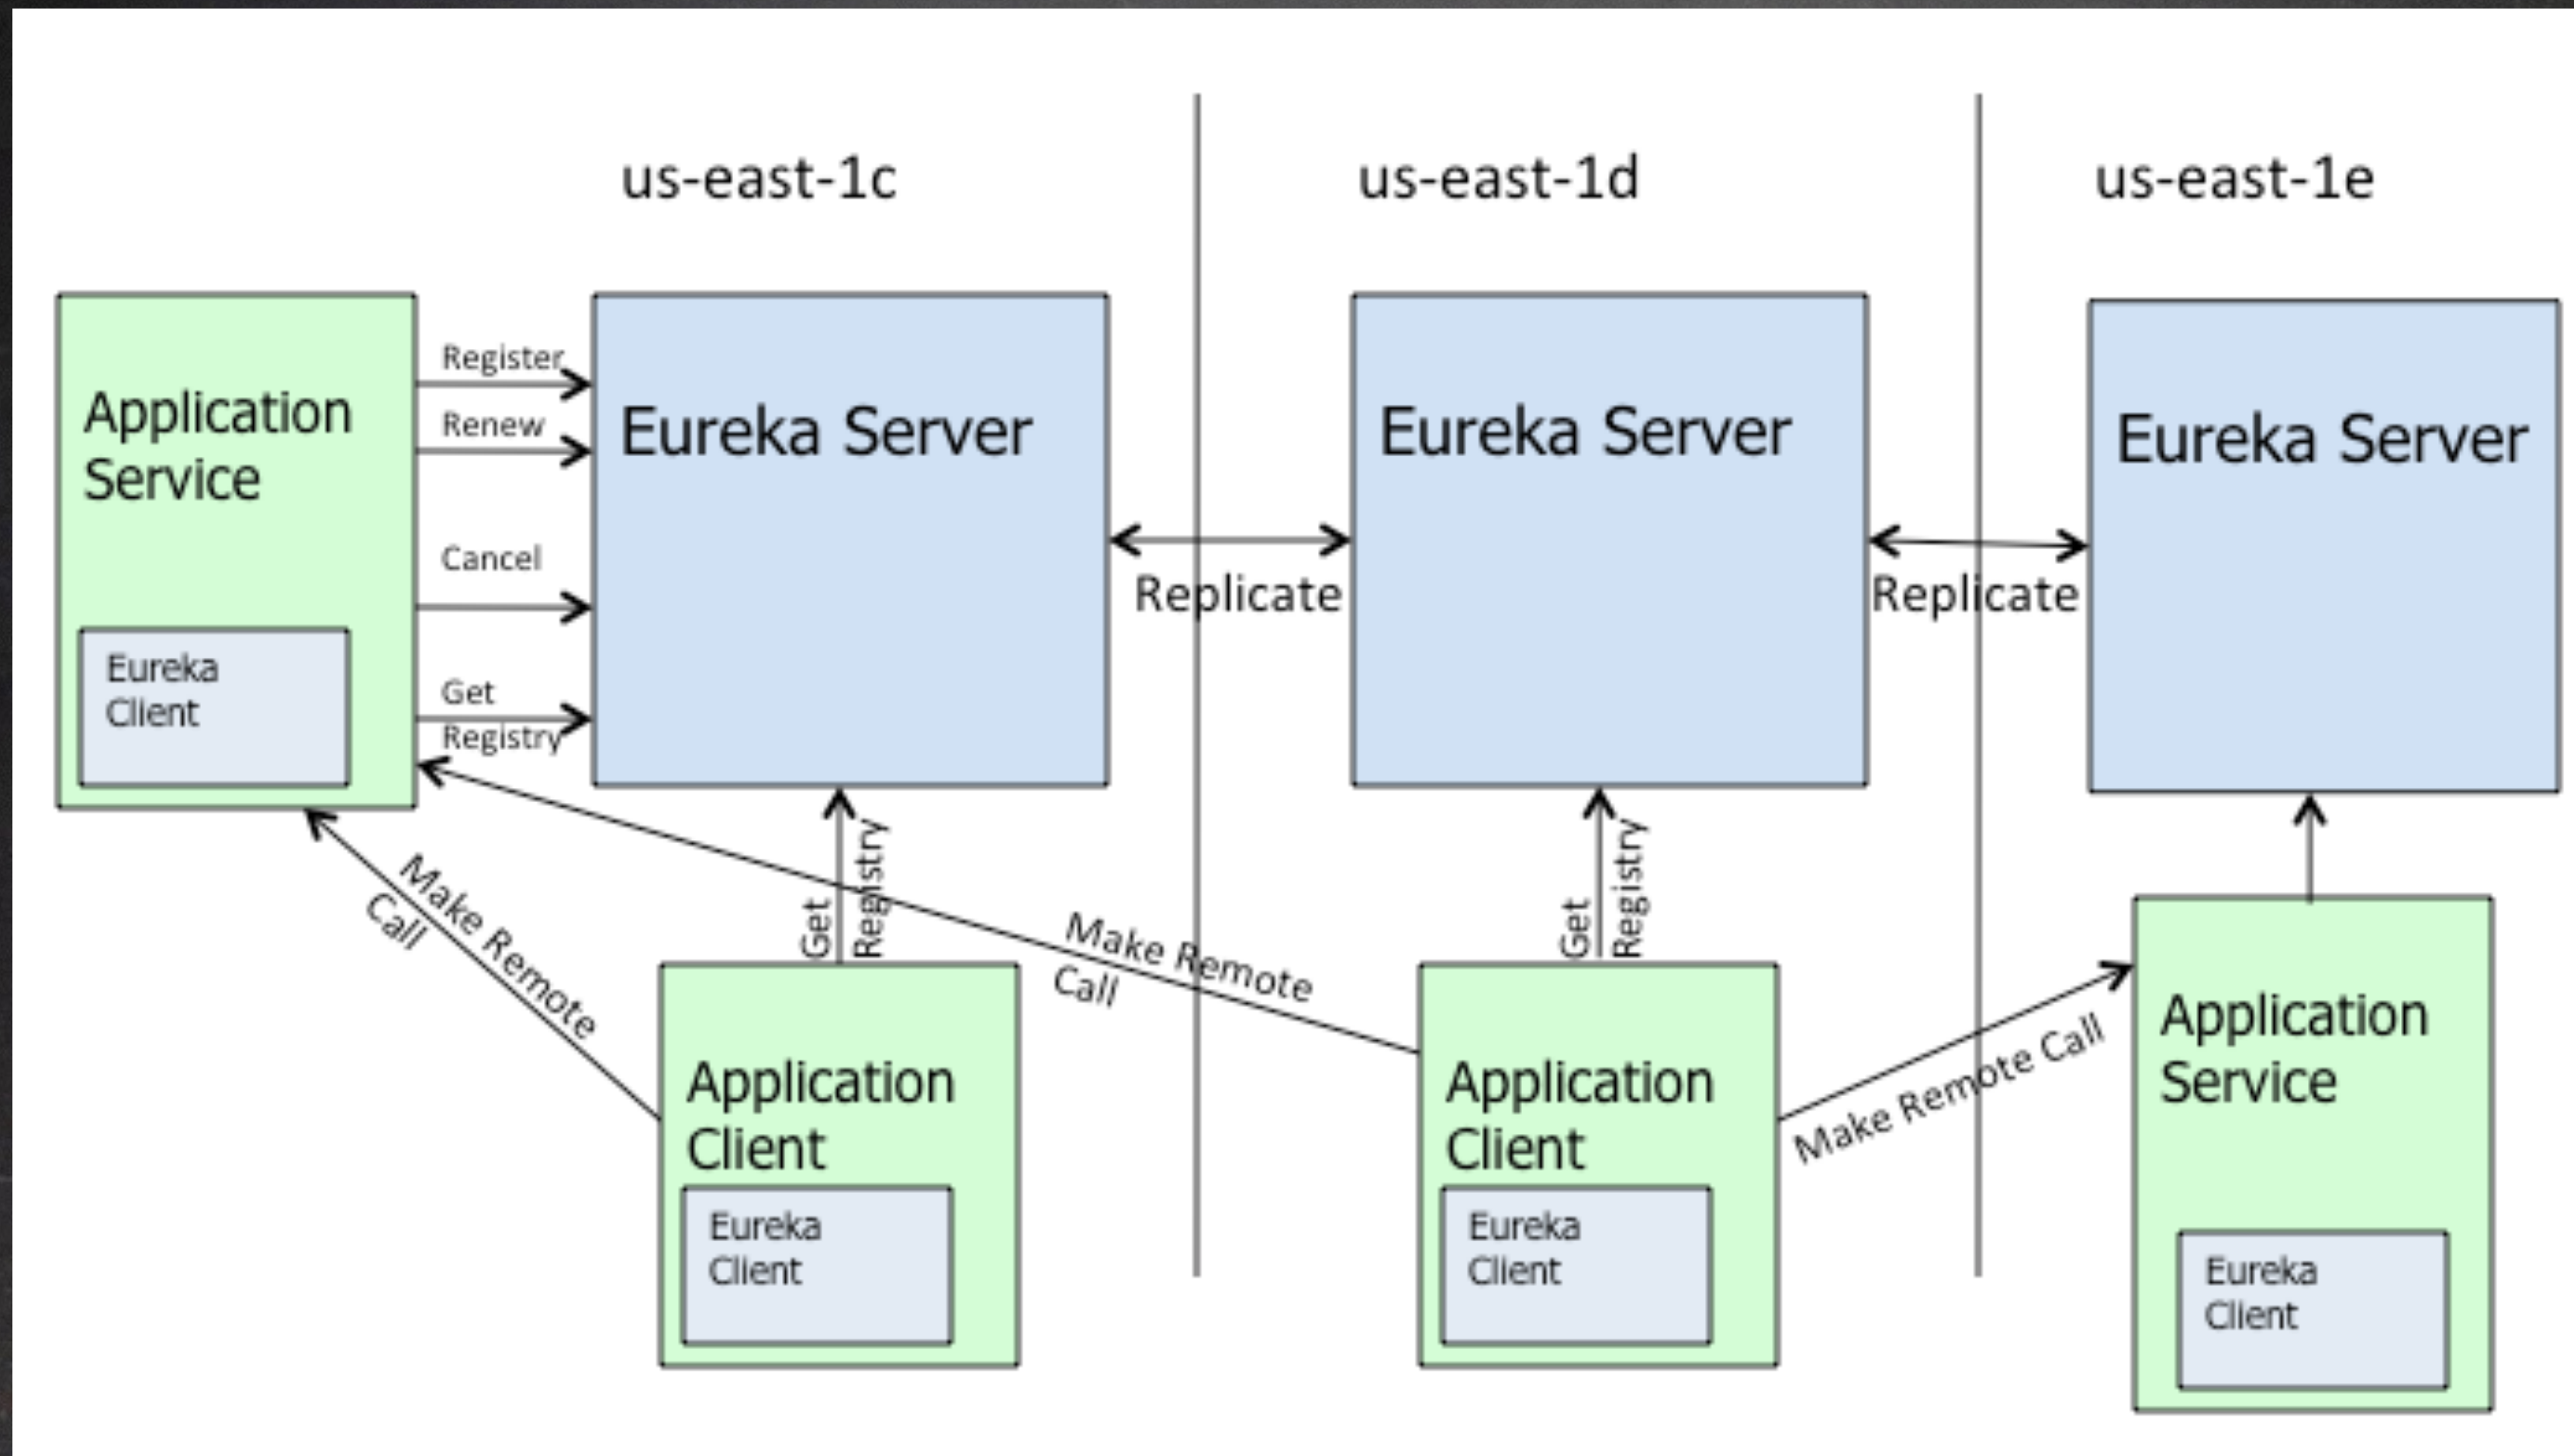 us-east-1c
us-east-1d
us-east-1e
Application
Service
Eureka
Client
Register
Renew
Cancel
Get
Registry
Eureka Server
Replicate
Eureka Server
Replicate
Eureka Server
Make Remote
Call
Get
Registry
Make Remote
Call
Get
Registry
Make Remote Call
Application
Client
Eureka
Client
Application
Client
Eureka
Client
Application
Service
Eureka
Client